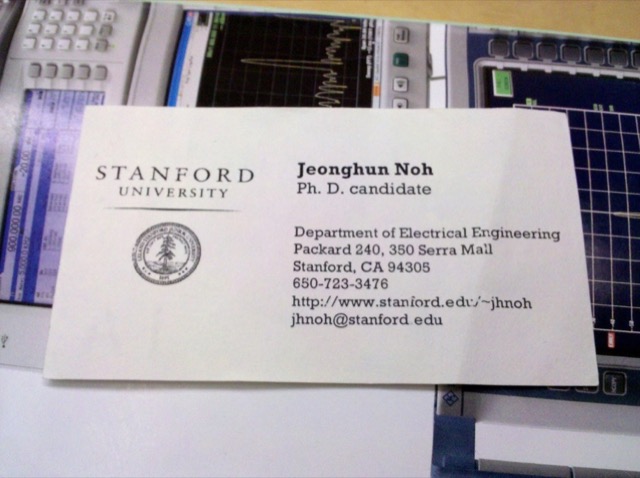 STANFORD
UNIVERSITY
Jeonghun Noh
Ph. D. candidate
Department of Electrical Engineering
Packard 240, 350 Serra Mall
Stanford, CA 94305
650-723-3476
http://www.stanford.edu/~jhnoh
jhnoh@stanford.edu